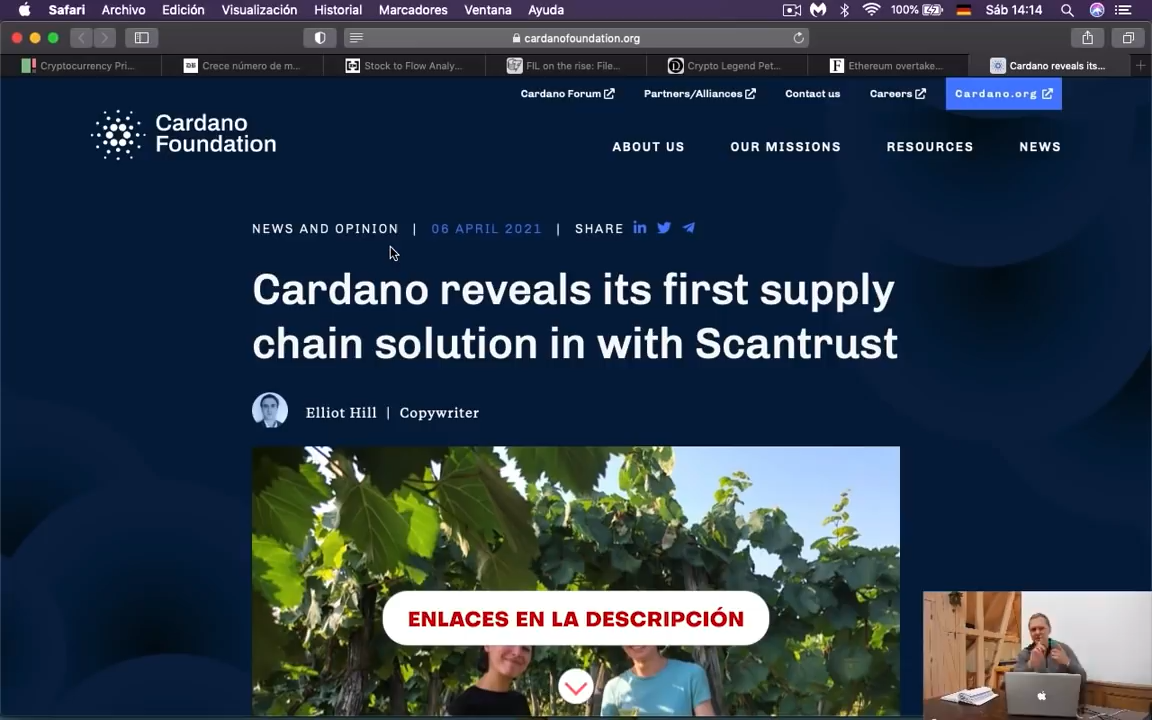 Safari Archivo Edición Visualización Historial Marcadores Ventana Ayuda 100% Sáb 14:14
cardanofoundation.org
Cryptocurrency Pri... Crece número de m... Stock to Flow Analy... FIL on the rise: File... Crypto Legend Pet... Ethereum overtake... Cardano reveals its...
Cardano Forum Partners/Alliances Contact us Careers Cardano.org
Cardano
Foundation
ABOUT US OUR MISSIONS RESOURCES NEWS
NEWS AND OPINION | 06 APRIL 2021 | SHARE
Cardano reveals its first supply
chain solution in with Scantrust
Elliot Hill | Copywriter
ENLACES EN LA DESCRIPCIÓN